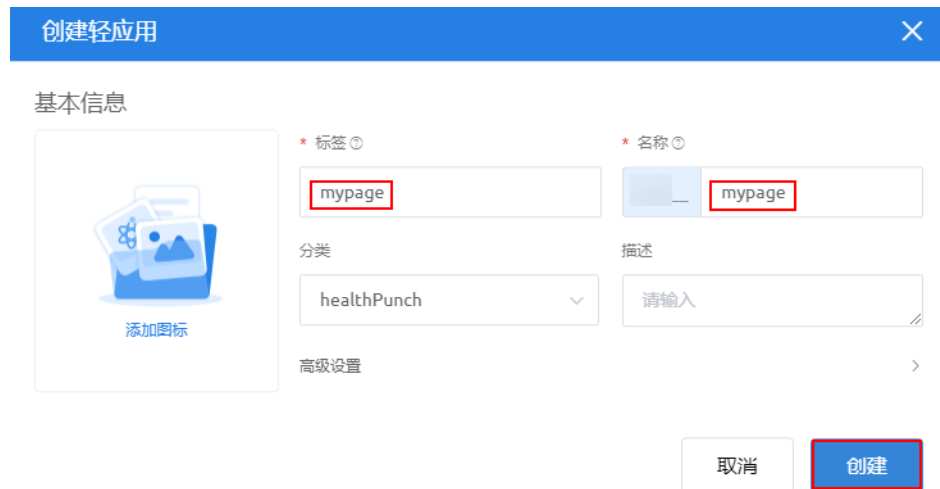 创建轻应用
基本信息
* 标签
* 名称
mypage
__ mypage
分类
描述
healthPunch
请输入
添加图标
高级设置
取消
创建